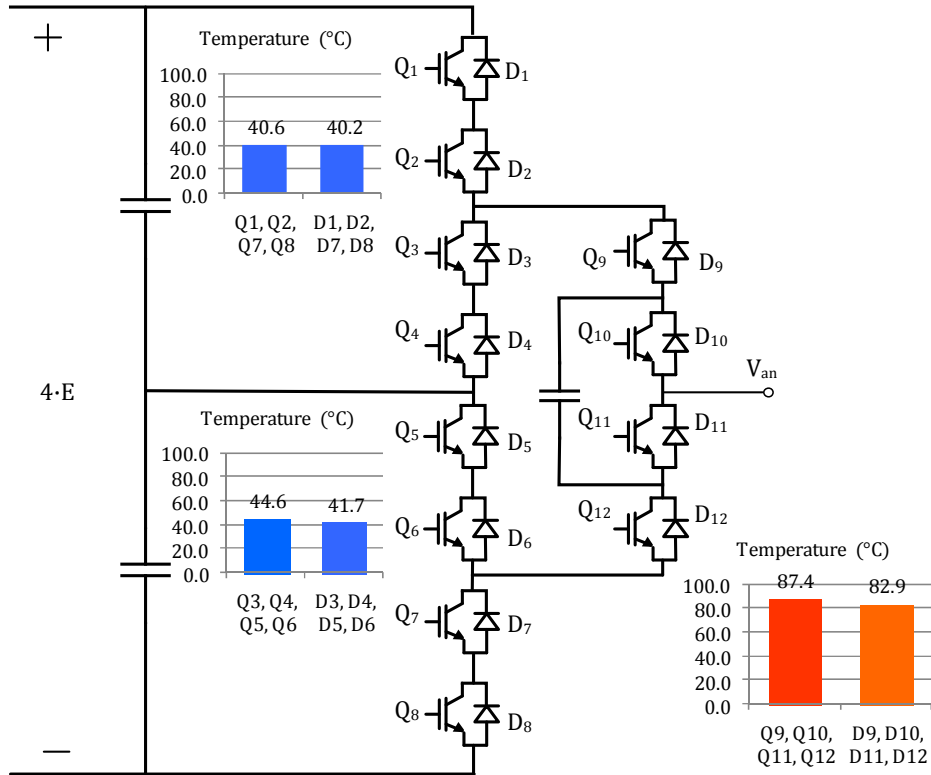 +
Temperature (°C)
100.0
80.0
60.0
40.0
20.0
0.0
40.6
40.2
Q1, Q2,
Q7, Q8
D1, D2,
D7, D8
Q₁
D₁
Q₂
D₂
Q₃
D₃
Q₄
D₄
Q₉
D₉
Q₁₀
D₁₀
Vₐₙ
4·E
Temperature (°C)
100.0
80.0
60.0
40.0
20.0
0.0
44.6
41.7
Q3, Q4,
Q5, Q6
D3, D4,
D5, D6
Q₅
D₅
Q₆
D₆
Q₁₁
D₁₁
Q₁₂
D₁₂
Q₇
D₇
Q₈
D₈
Temperature (°C)
100.0
80.0
60.0
40.0
20.0
0.0
87.4
82.9
Q9, Q10,
Q11, Q12
D9, D10,
D11, D12
—